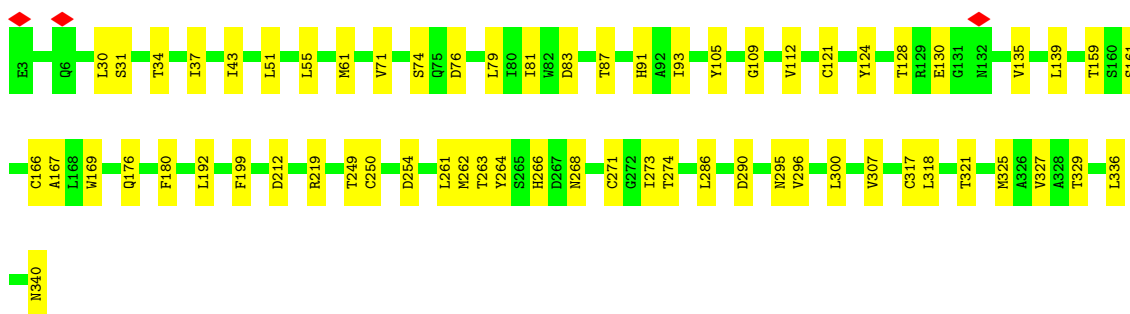 E3 Q6 L30 S31 T34 I37 I43 L51 L55 M61 V71 S74 Q75 D76 L79 I80 I81 W82 D83 T87 H91 A92 I93 Y105 G109 V112 C121 Y124 T128 R129 E130 G131 N132 V135 L139 T159 S160 S161
C166 A167 L168 W169 Q176 F180 L192 F199 D212 R219 T249 C250 D254 L261 M262 T263 Y264 S265 H266 D267 N268 C271 G272 I273 T274 L286 D290 N295 V296 L300 V307 C317 L318 T321 M325 A326 V327 A328 T329 L336
N340